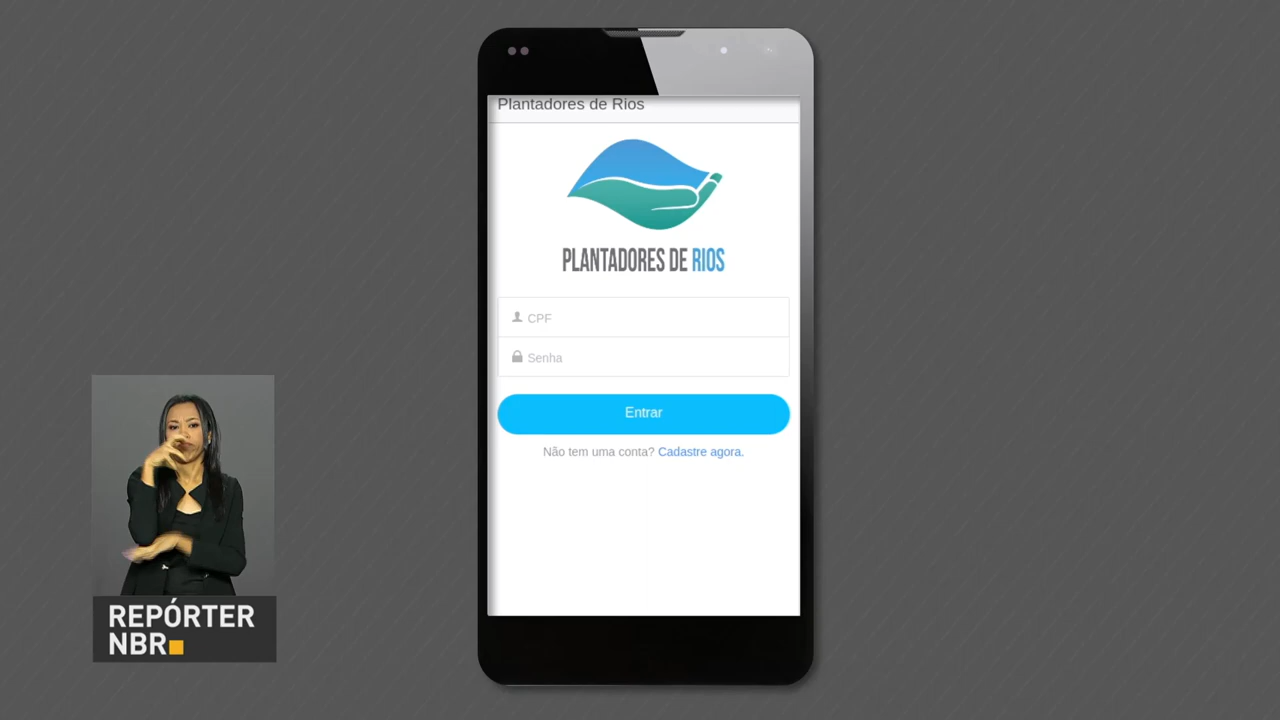 Plantadores de Rios
PLANTADORES DE RIOS
CPF
Senha
Entrar
Não tem uma conta? Cadastre agora.
REPÓRTER
NBR